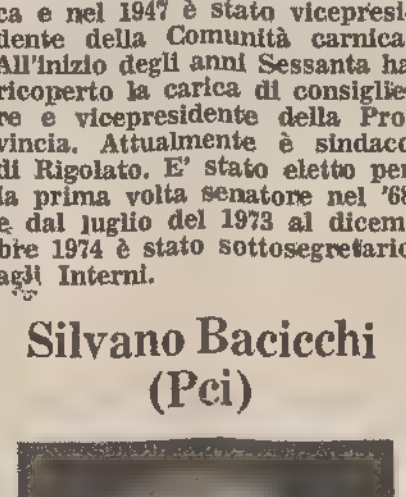 ca e nel 1947 è stato vicepresi-
dente della Comunità carnica.
All'inizio degli anni Sessanta ha
ricoperto la carica di consiglie-
re e vicepresidente della Pro-
vincia. Attualmente è sindaco
di Rigolato. E' stato eletto per
la prima volta senatore nel '68
e dal luglio del 1973 al dicem-
bre 1974 è stato sottosegretario
agli Interni.
Silvano Bacicchi
(Pci)